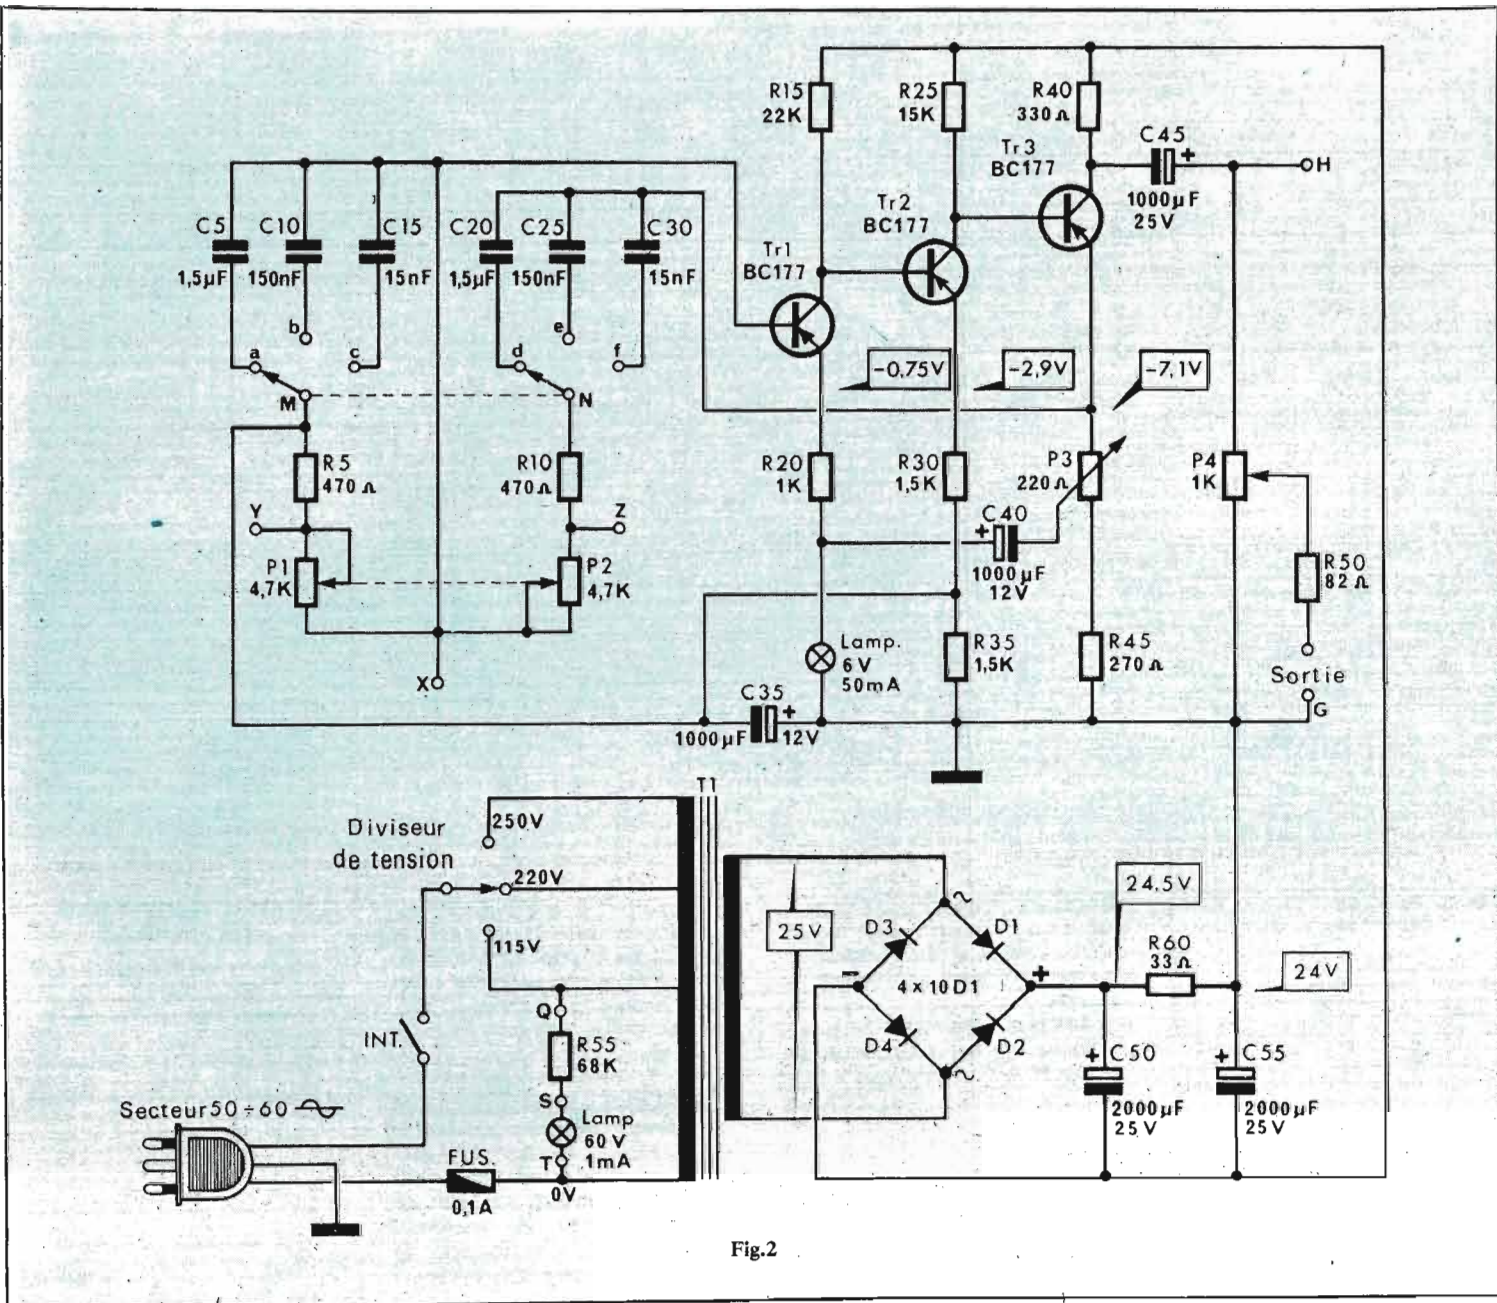 R15
22K
R25
15K
R40
330Ω
Tr3
BC177
C45
+
1000µF
25V
H
C5
1,5µF
C10
150nF
C15
15nF
C20
1,5µF
C25
150nF
C30
15nF
Tr1
BC177
Tr2
BC177
a
b
c
d
e
f
M
N
-0,75V
-2,9V
-7,1V
R5
470Ω
R10
470Ω
R20
1K
R30
1,5K
P3
220Ω
P4
1K
Y
Z
P1
4,7K
P2
4,7K
C40
+
1000µF
12V
R50
82Ω
Lamp.
6V
50mA
R35
1,5K
R45
270Ω
Sortie
G
X
C35
+
1000µF
12V
T1
Diviseur
de tension
250V
220V
115V
25V
D3
D1
D4
D2
4×10D1
~
~
-
+
24,5V
R60
33Ω
24V
INT.
Q
R55
68K
S
Lamp
60V
1mA
T
0V
+
C50
2000µF
25V
+
C55
2000µF
25V
Secteur 50÷60
FUS.
0,1A
Fig.2